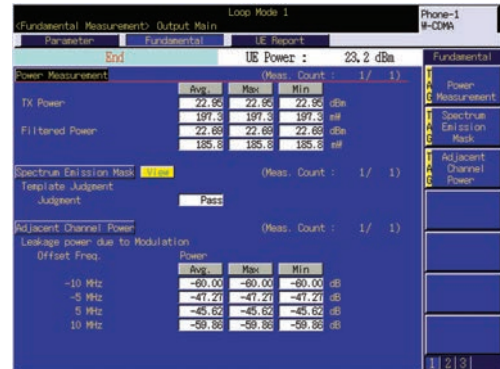 Loop Mode 1
Phone-1
<Fundamental Measurement> Output Main
W-CDMA
Parameter Fundamental UE Report
End UE Power : 23.2 dBm Fundamental
Power Measurement (Meas. Count : 1/ 1)
Avg. Max Min
TX Power 22.95 22.95 22.95 dBm
197.3 197.3 197.3 mW
Filtered Power 22.69 22.69 22.69 dBm
185.8 185.8 185.8 mW
Spectrum Emission Mask View (Meas. Count : 1/ 1)
Template Judgment
Judgment Pass
Adjacent Channel Power (Meas. Count : 1/ 1)
Leakage power due to Modulation
Offset Freq. Power
Avg. Max Min
-10 MHz -60.00 -60.00 -60.00 dB
-5 MHz -47.27 -47.27 -47.27 dB
5 MHz -45.62 -45.62 -45.62 dB
10 MHz -59.86 -59.86 -59.86 dB
TAG Power Measurement
TAG Spectrum Emission Mask
TAG Adjacent Channel Power
1 2 3